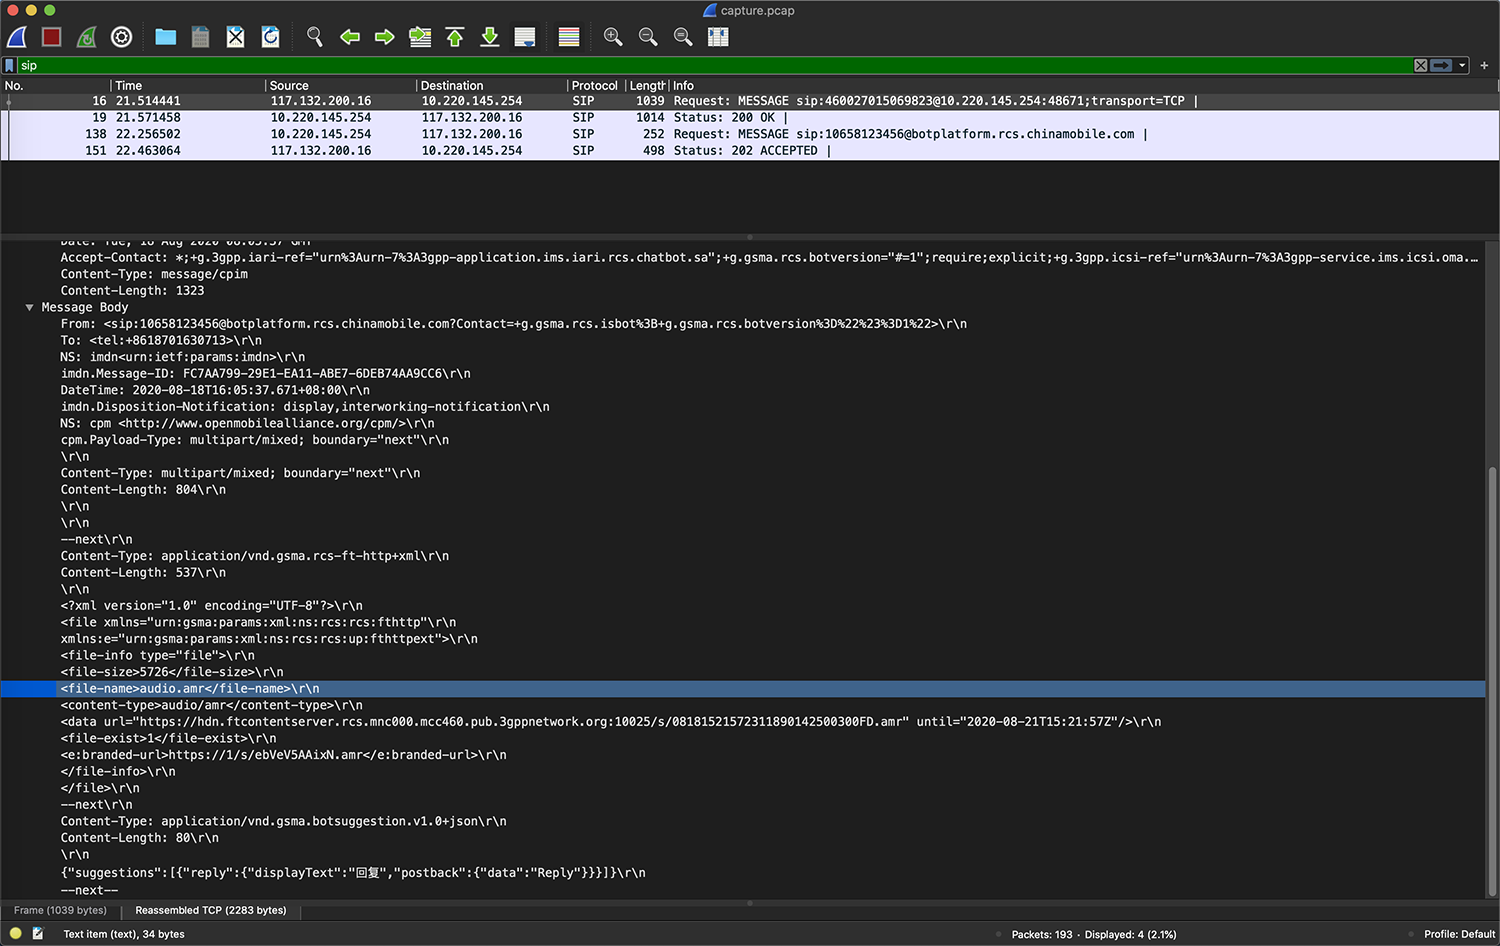 capture.pcap
sip
No. Time Source Destination Protocol Length Info
16 21.514441 117.132.200.16 10.220.145.254 SIP 1039 Request: MESSAGE sip:460027015069823@10.220.145.254:48671;transport=TCP |
19 21.571458 10.220.145.254 117.132.200.16 SIP 1014 Status: 200 OK |
138 22.256502 10.220.145.254 117.132.200.16 SIP 252 Request: MESSAGE sip:10658123456@botplatform.rcs.chinamobile.com |
151 22.463064 117.132.200.16 10.220.145.254 SIP 498 Status: 202 ACCEPTED |
Date: Tue, 18 Aug 2020 08:05:37 GMT
Accept-Contact: *;+g.3gpp.iari-ref="urn%3Aurn-7%3A3gpp-application.ims.iari.rcs.chatbot.sa";+g.gsma.rcs.botversion="#=1";require;explicit;+g.3gpp.icsi-ref="urn%3Aurn-7%3A3gpp-service.ims.icsi.oma.…
Content-Type: message/cpim
Content-Length: 1323
Message Body
From: <sip:10658123456@botplatform.rcs.chinamobile.com?Contact=+g.gsma.rcs.isbot%3B+g.gsma.rcs.botversion%3D%22%23%3D1%22>\r\n
To: <tel:+8618701630713>\r\n
NS: imdn<urn:ietf:params:imdn>\r\n
imdn.Message-ID: FC7AA799-29E1-EA11-ABE7-6DEB74AA9CC6\r\n
DateTime: 2020-08-18T16:05:37.671+08:00\r\n
imdn.Disposition-Notification: display,interworking-notification\r\n
NS: cpm <http://www.openmobilealliance.org/cpm/>\r\n
cpm.Payload-Type: multipart/mixed; boundary="next"\r\n
\r\n
Content-Type: multipart/mixed; boundary="next"\r\n
Content-Length: 804\r\n
\r\n
\r\n
--next\r\n
Content-Type: application/vnd.gsma.rcs-ft-http+xml\r\n
Content-Length: 537\r\n
\r\n
<?xml version="1.0" encoding="UTF-8"?>\r\n
<file xmlns="urn:gsma:params:xml:ns:rcs:rcs:fthttp"\r\n
xmlns:e="urn:gsma:params:xml:ns:rcs:rcs:up:fthttpext">\r\n
<file-info type="file">\r\n
<file-size>5726</file-size>\r\n
<file-name>audio.amr</file-name>\r\n
<content-type>audio/amr</content-type>\r\n
<data url="https://hdn.ftcontentserver.rcs.mnc000.mcc460.pub.3gppnetwork.org:10025/s/08181521572311890142500300FD.amr" until="2020-08-21T15:21:57Z"/>\r\n
<file-exist>1</file-exist>\r\n
<e:branded-url>https://1/s/ebVeV5AAixN.amr</e:branded-url>\r\n
</file-info>\r\n
</file>\r\n
--next\r\n
Content-Type: application/vnd.gsma.botsuggestion.v1.0+json\r\n
Content-Length: 80\r\n
\r\n
{"suggestions":[{"reply":{"displayText":"回复","postback":{"data":"Reply"}}}]}\r\n
--next--
Frame (1039 bytes) Reassembled TCP (2283 bytes)
Text item (text), 34 bytes Packets: 193 · Displayed: 4 (2.1%) Profile: Default